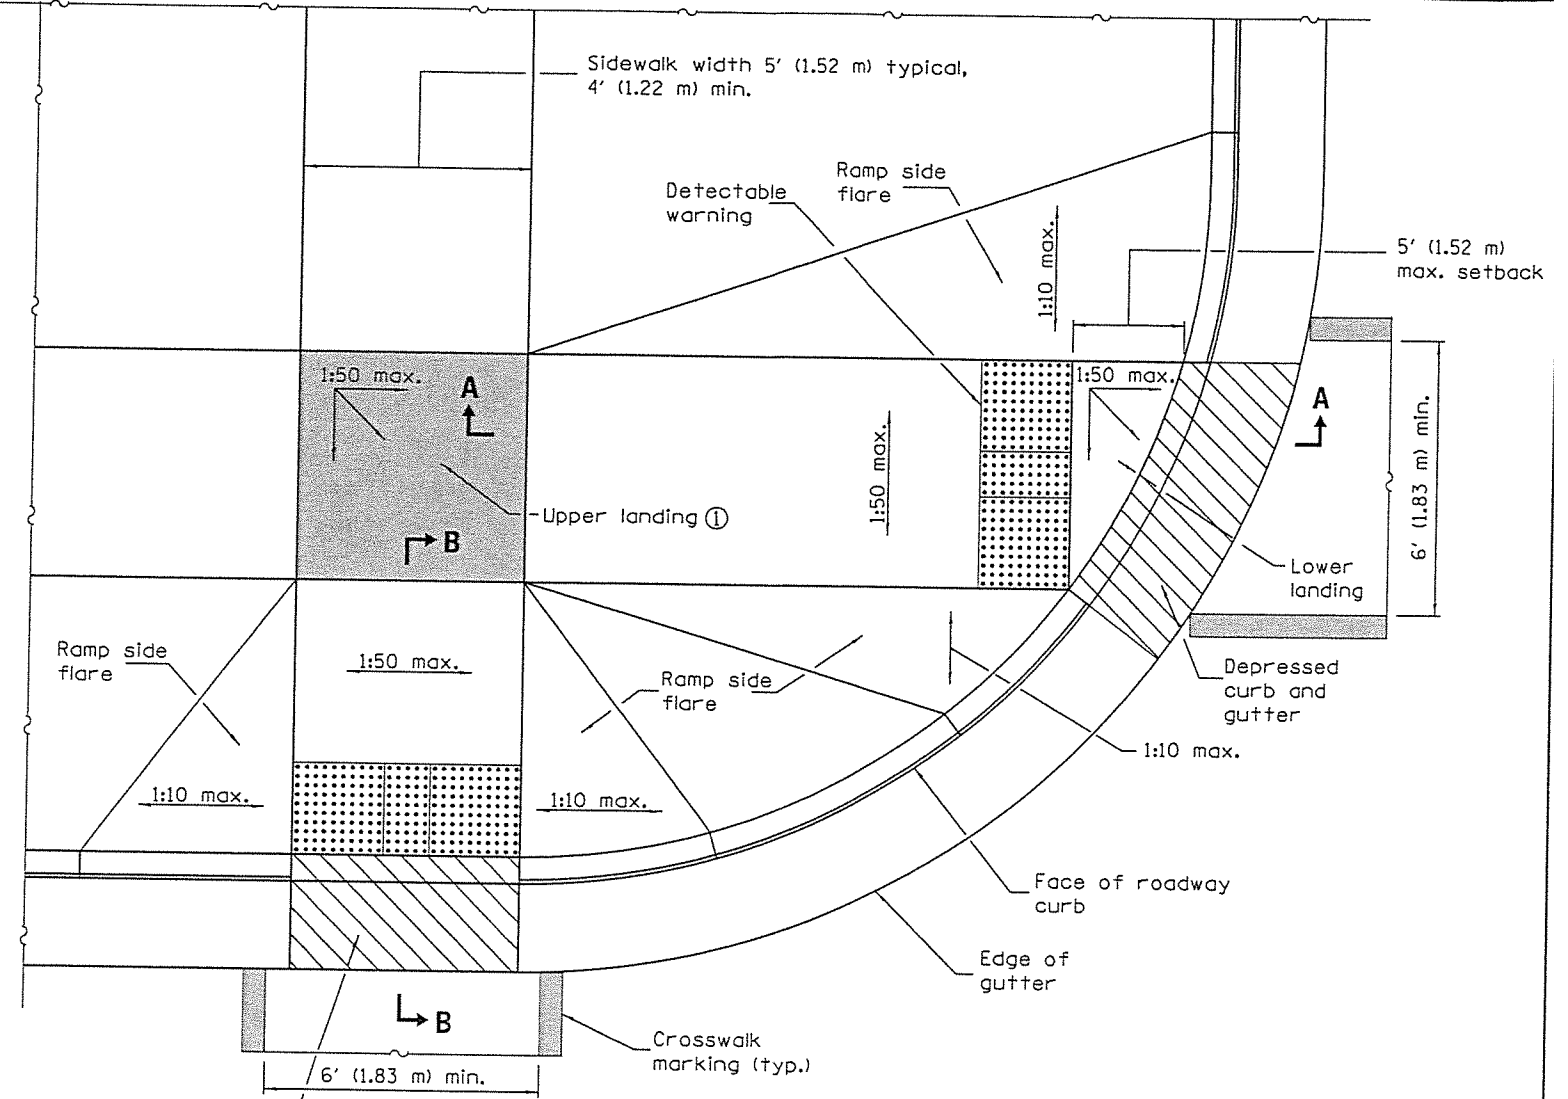 Sidewalk width 5' (1.52 m) typical,
4' (1.22 m) min.
Ramp side
flare
Detectable
warning
1:10 max.
5' (1.52 m)
max. setback
1:50 max.
A
1:50 max.
A
1:50 max.
6' (1.83 m) min.
Upper landing ①
B
Lower
landing
Ramp side
flare
1:50 max.
Ramp side
flare
Depressed
curb and
gutter
1:10 max.
1:10 max.
1:10 max.
Face of roadway
curb
Edge of
gutter
B
Crosswalk
marking (typ.)
6' (1.83 m) min.